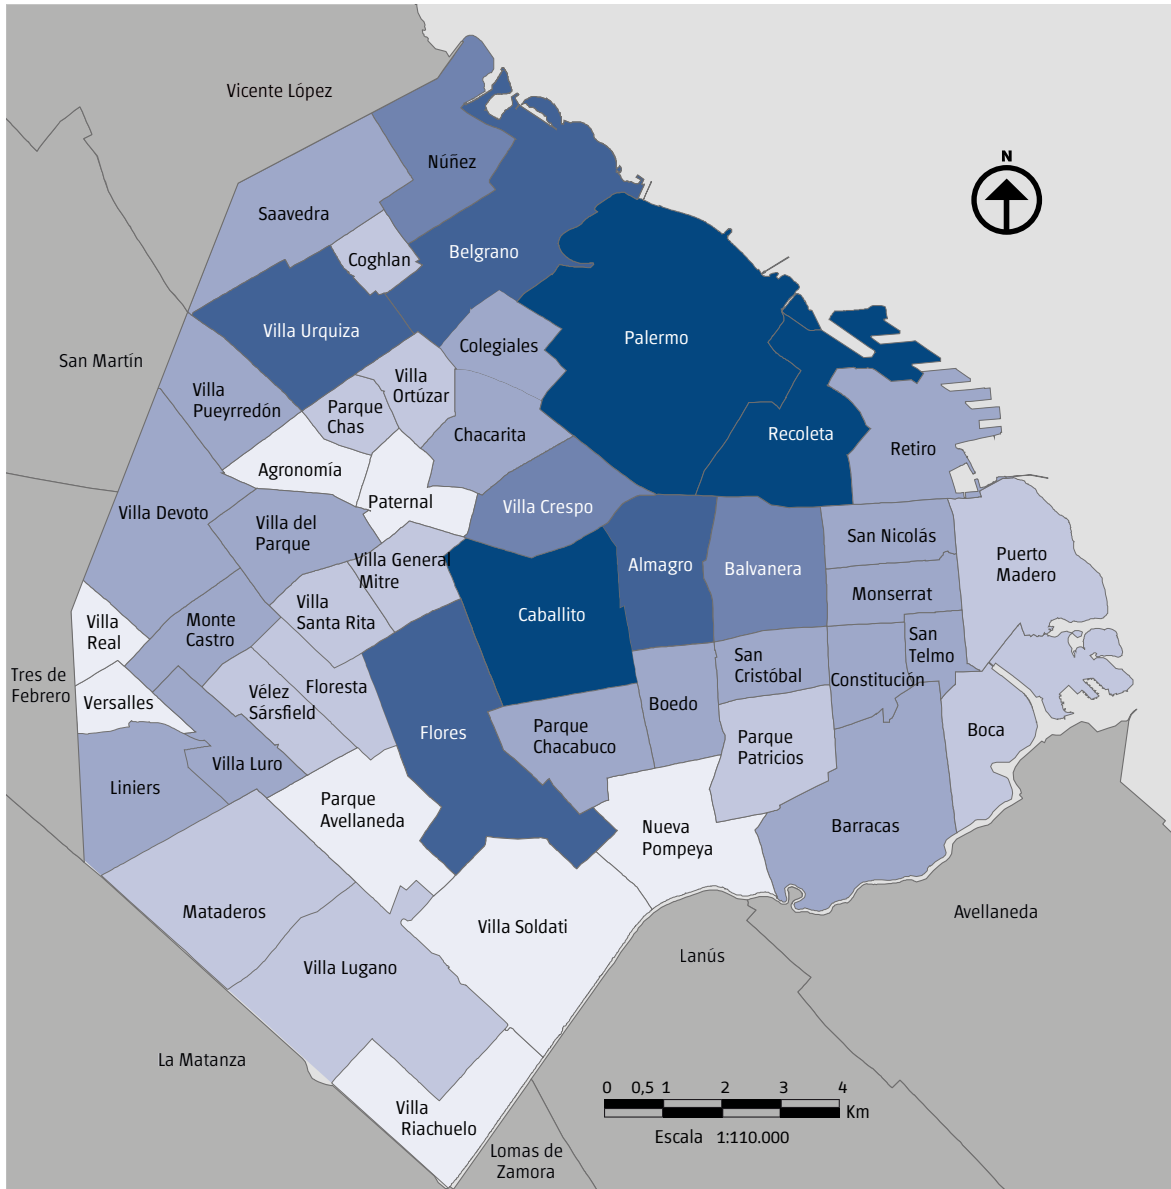 Vicente López
N
Núñez
Saavedra
Coghlan
Belgrano
Villa Urquiza
Palermo
Colegiales
San Martín
Villa
Pueyrredón
Villa
Ortúzar
Parque
Chas
Chacarita
Recoleta
Retiro
Agronomía
Paternal
Villa Crespo
Villa Devoto
Villa del
Parque
San Nicolás
Villa General
Mitre
Almagro
Balvanera
Puerto
Madero
Monserrat
Villa
Santa Rita
Caballito
Villa
Real
Monte
Castro
San
Telmo
San
Cristóbal
Constitución
Tres de
Febrero
Versalles
Vélez
Sársfield
Floresta
Boedo
Flores
Parque
Chacabuco
Parque
Patricios
Boca
Liniers
Villa Luro
Parque
Avellaneda
Nueva
Pompeya
Barracas
Mataderos
Villa Soldati
Avellaneda
Villa Lugano
Lanús
La Matanza
0 0,5 1 2 3 4
Km
Escala 1:110.000
Villa
Riachuelo
Lomas de
Zamora